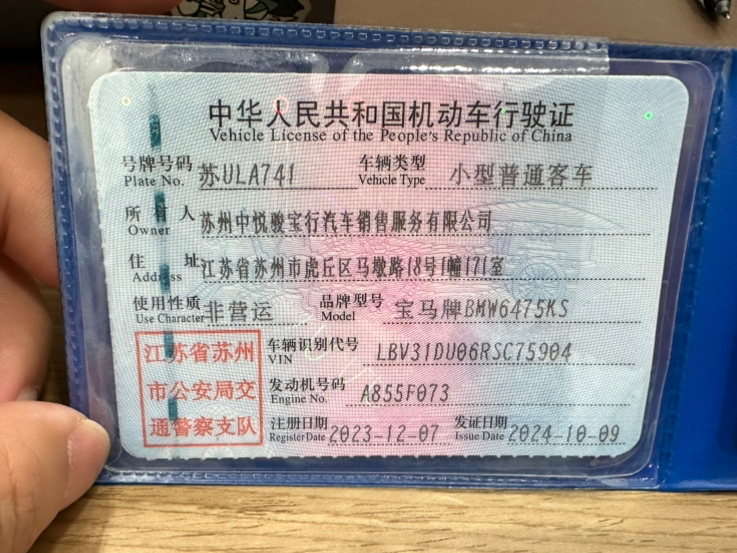 中华人民共和国机动车行驶证
Vehicle License of the People's Republic of China
号牌号码 苏ULA741 车辆类型 小型普通客车
Plate No. Vehicle Type
所有人 苏州中悦骏宝行汽车销售服务有限公司
Owner
住址 江苏省苏州市虎丘区马墩路18号1幢171室
Address
使用性质 非营运 品牌型号 宝马牌BMW6475KS
Use Character Model
江苏省苏州
市公安局交
通警察支队
车辆识别代号 LBV31DU06RSC75904
VIN
发动机号码 A855F073
Engine No.
注册日期 2023-12-07 发证日期 2024-10-09
Register Date Issue Date